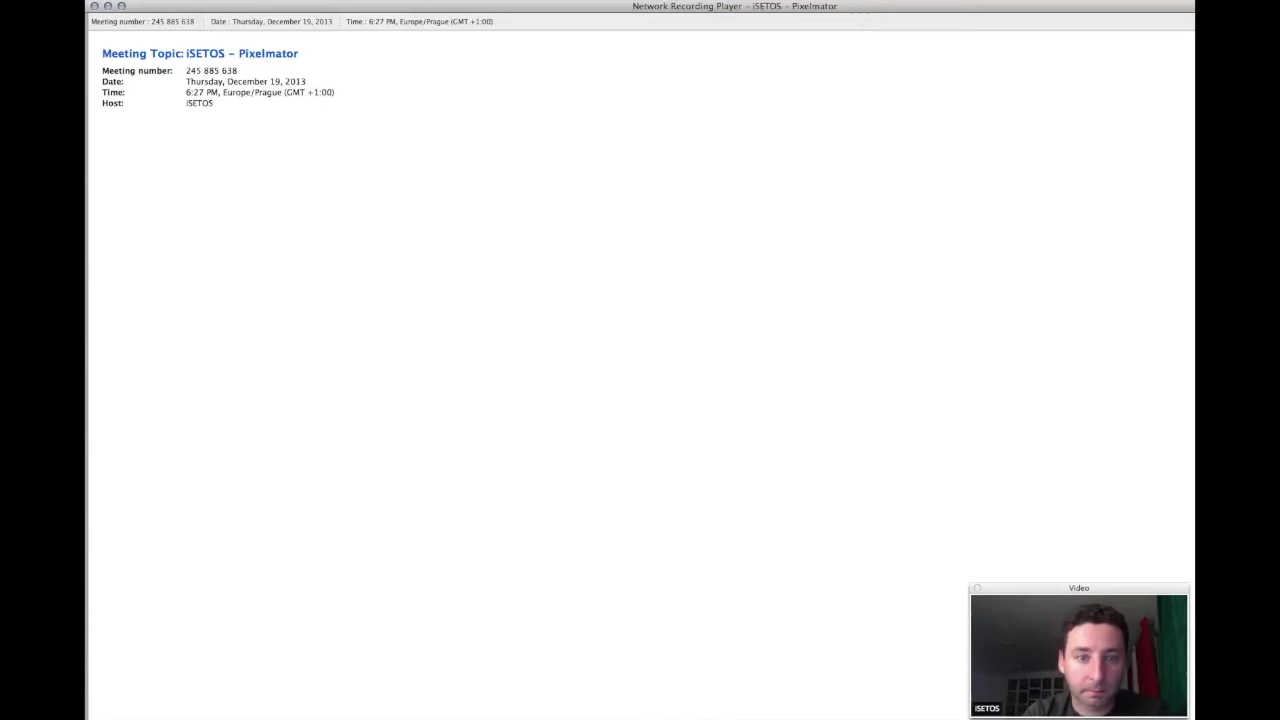 Network Recording Player – iSETOS – Pixelmator
Meeting number : 245 885 638 Date : Thursday, December 19, 2013 Time : 6:27 PM, Europe/Prague (GMT +1:00)
Meeting Topic: iSETOS – Pixelmator
Meeting number: 245 885 638
Date: Thursday, December 19, 2013
Time: 6:27 PM, Europe/Prague (GMT +1:00)
Host: iSETOS
Video
iSETOS